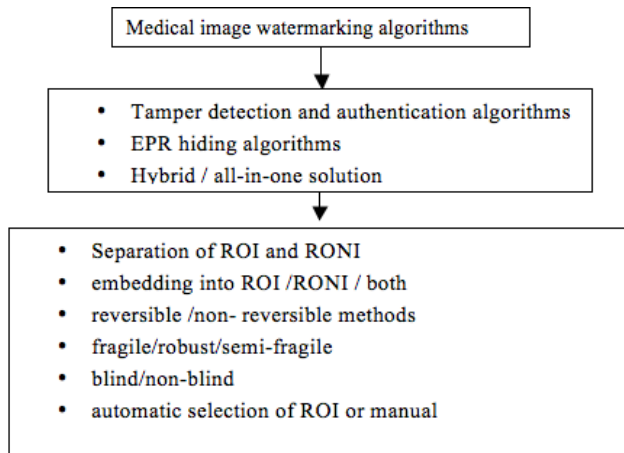 Medical image watermarking algorithms
• Tamper detection and authentication algorithms
• EPR hiding algorithms
• Hybrid / all-in-one solution
• Separation of ROI and RONI
• embedding into ROI /RONI / both
• reversible /non- reversible methods
• fragile/robust/semi-fragile
• blind/non-blind
• automatic selection of ROI or manual